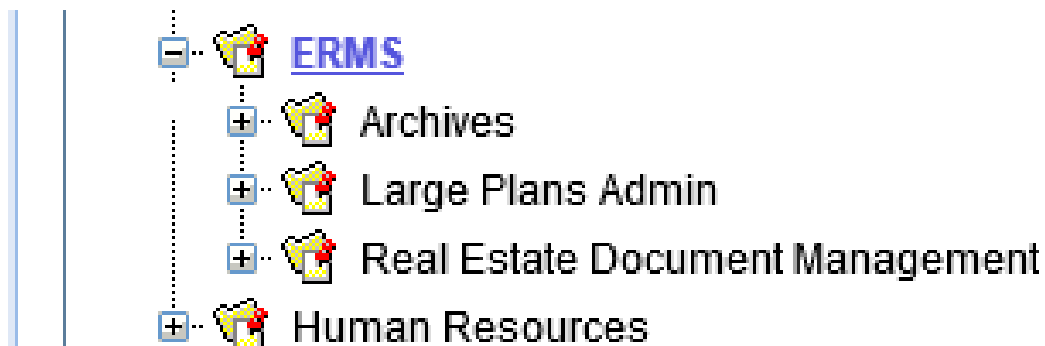 ERMS
Archives
Large Plans Admin
Real Estate Document Management
Human Resources